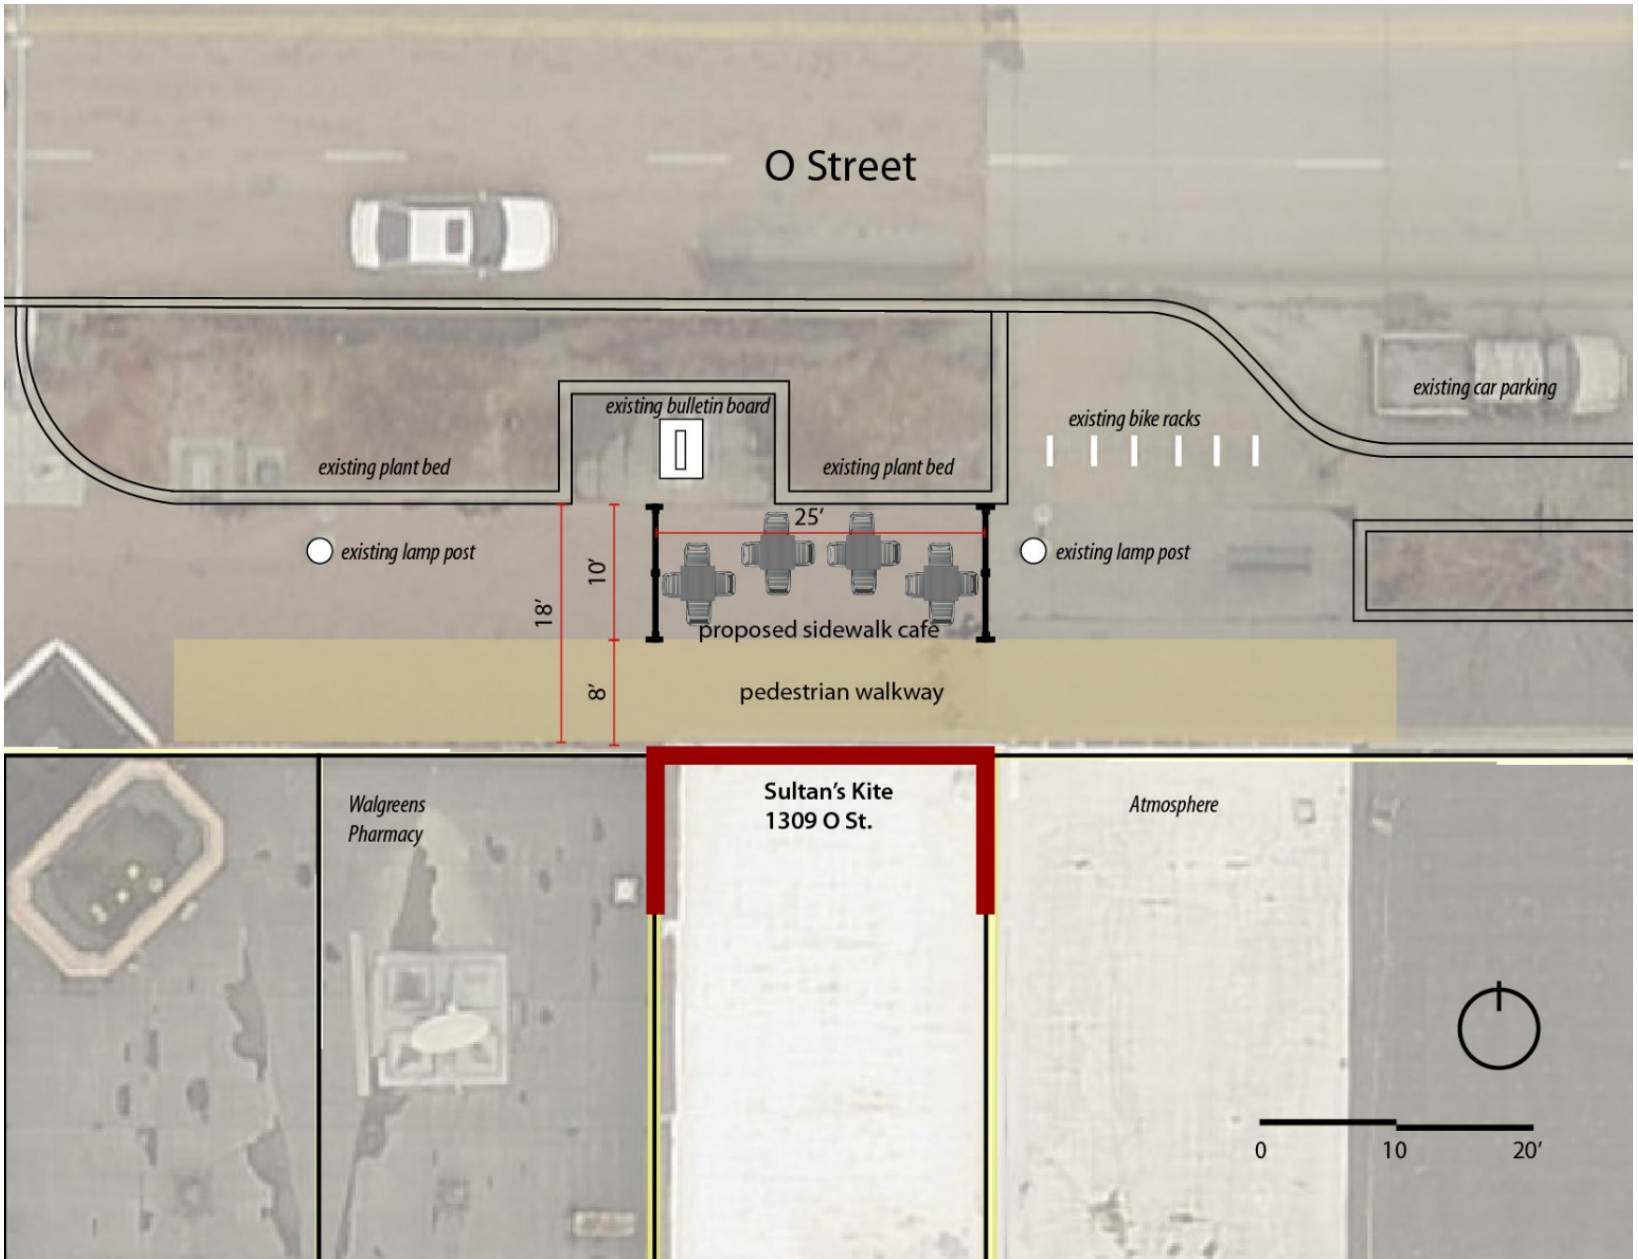 O Street
existing car parking
existing bulletin board
existing bike racks
existing plant bed
existing plant bed
25’
existing lamp post
10’
existing lamp post
18’
proposed sidewalk cafe
8’
pedestrian walkway
Walgreens
Pharmacy
Sultan’s Kite
1309 O St.
Atmosphere
0
10
20’